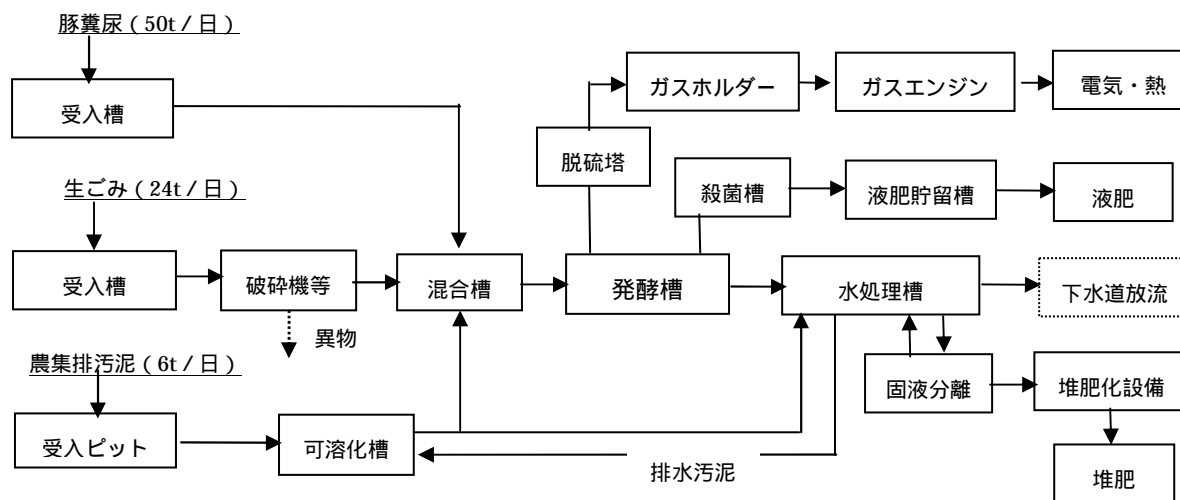 豚糞尿（50t／日）
受入槽
ガスホルダー
ガスエンジン
電気・熱
脱硫塔
殺菌槽
液肥貯留槽
液肥
生ごみ（24t／日）
受入槽
破砕機等
混合槽
発酵槽
水処理槽
下水道放流
異物
農集排汚泥（6t／日）
固液分離
堆肥化設備
受入ピット
可溶化槽
排水汚泥
堆肥